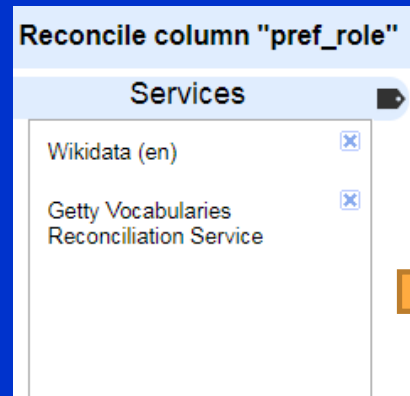 Reconcile column "pref_role"
Services
Wikidata (en)
Getty Vocabularies
Reconciliation Service